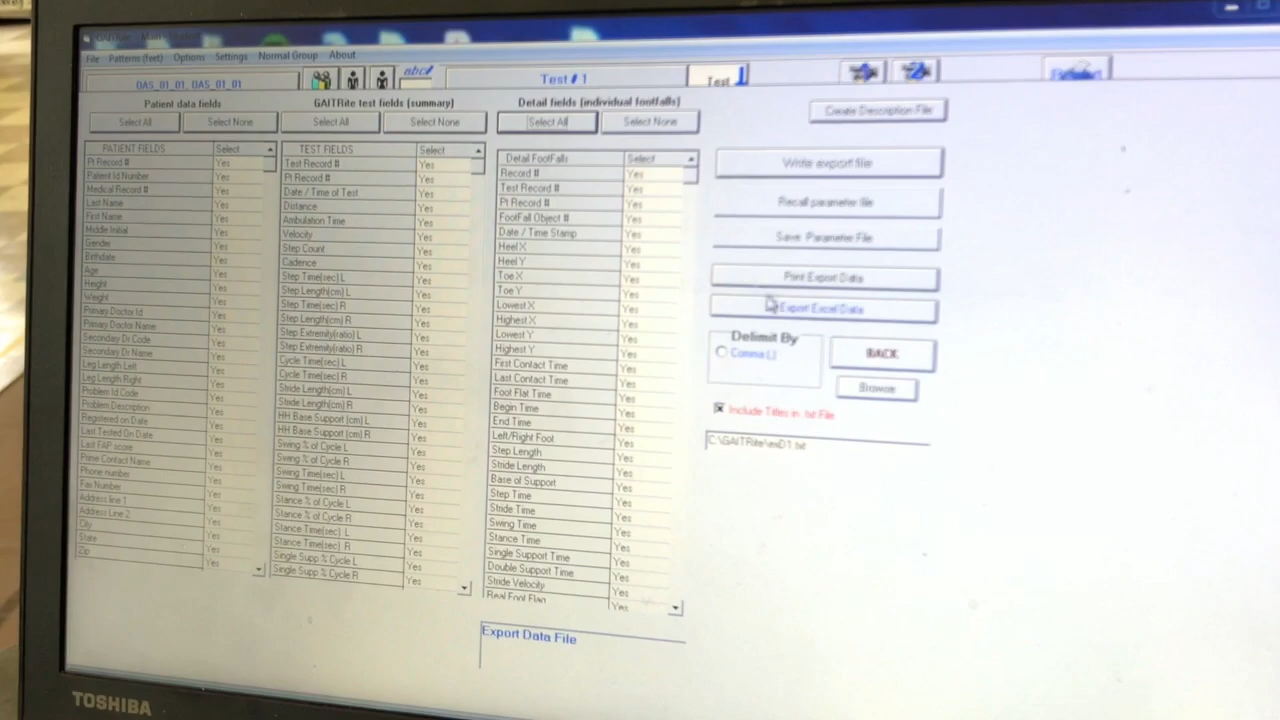 File Patterns (feet) Options Settings Normal Group About
OAS_01_01, OAS_01_01
abc
Test # 1
Test
Patient data fields
Select All Select None
PATIENT FIELDS Select
Pt Record # Yes
Patient Id Number Yes
Medical Record # Yes
Last Name Yes
First Name Yes
Middle Initial Yes
Gender Yes
Birthdate Yes
Age Yes
Height Yes
Weight Yes
Primary Doctor Id Yes
Primary Doctor Name Yes
Secondary Dr Code Yes
Secondary Dr Name Yes
Leg Length Left Yes
Leg Length Right Yes
Problem Id Code Yes
Problem Description Yes
Registered on Date Yes
Last Tested On Date Yes
Last FAP score Yes
Prime Contact Name Yes
Phone number Yes
Fax Number Yes
Address line 1 Yes
Address Line 2 Yes
City Yes
State Yes
Zip Yes
GAITRite test fields (summary)
Select All Select None
TEST FIELDS Select
Test Record # Yes
Pt Record # Yes
Date / Time of Test Yes
Distance Yes
Ambulation Time Yes
Velocity Yes
Step Count Yes
Cadence Yes
Step Time(sec) L Yes
Step Length(cm) L Yes
Step Time(sec) R Yes
Step Length(cm) R Yes
Step Extremity(ratio) L Yes
Step Extremity(ratio) R Yes
Cycle Time(sec) L Yes
Cycle Time(sec) R Yes
Stride Length(cm) L Yes
Stride Length(cm) R Yes
HH Base Support (cm) L Yes
HH Base Support (cm) R Yes
Swing % of Cycle L Yes
Swing % of Cycle R Yes
Swing Time(sec) L Yes
Swing Time(sec) R Yes
Stance % of Cycle L Yes
Stance % of Cycle R Yes
Stance Time(sec) L Yes
Stance Time(sec) R Yes
Single Supp % Cycle L Yes
Single Supp % Cycle R Yes
Detail fields (individual footfalls)
Select All Select None
Detail FootFalls Select
Record # Yes
Test Record # Yes
Pt Record # Yes
FootFall Object # Yes
Date / Time Stamp Yes
Heel X Yes
Heel Y Yes
Toe X Yes
Toe Y Yes
Lowest X Yes
Highest X Yes
Lowest Y Yes
Highest Y Yes
First Contact Time Yes
Last Contact Time Yes
Foot Flat Time Yes
Begin Time Yes
End Time Yes
Left/Right Foot Yes
Step Length Yes
Stride Length Yes
Base of Support Yes
Step Time Yes
Stride Time Yes
Swing Time Yes
Stance Time Yes
Single Support Time Yes
Double Support Time Yes
Stride Velocity Yes
Real Foot Flag Yes
Create Description File
Write export file
Recall parameter file
Save Parameter File
Print Export Data
Export Excel Data
Delimit By
Comma (,)
BACK
Browse
Include Titles in .txt File
C:\GAITRite\exD1.txt
Export Data File
TOSHIBA